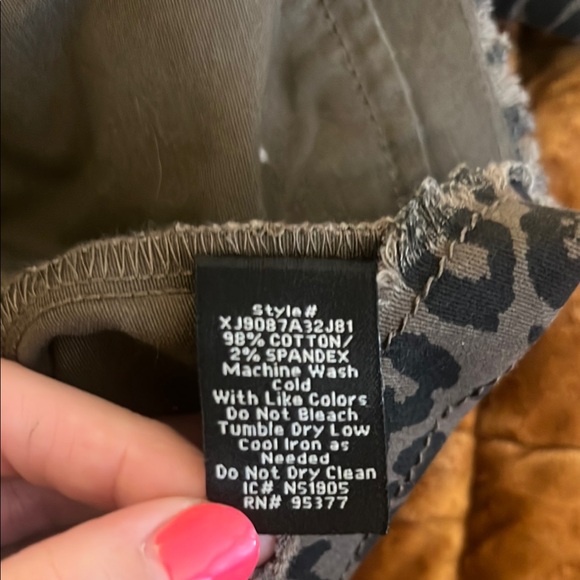 Style#
XJ9087A32J81
98% COTTON/
2% SPANDEX
Machine Wash
Cold
With Like Colors
Do Not Bleach
Tumble Dry Low
Cool Iron as
Needed
Do Not Dry Clean
IC# NS1905
RN# 95377